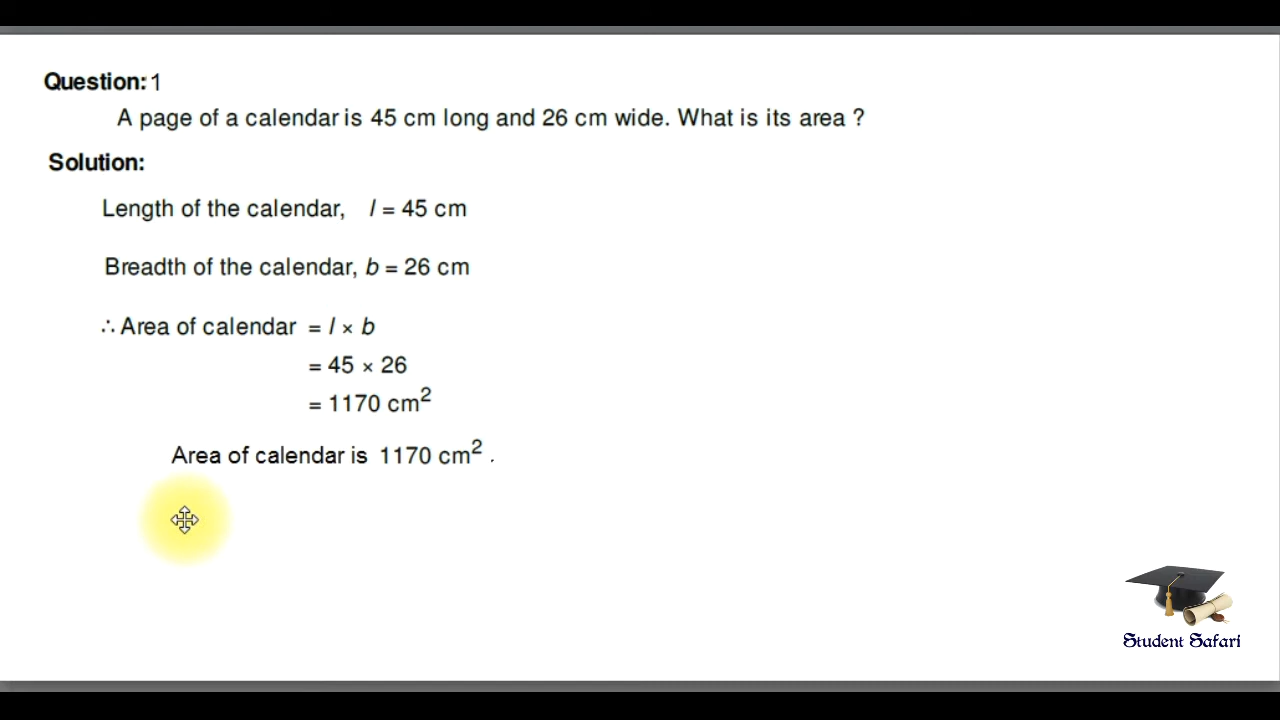 Question: 1
A page of a calendar is 45 cm long and 26 cm wide. What is its area ?
Solution:
Length of the calendar, l = 45 cm
Breadth of the calendar, b = 26 cm
∴ Area of calendar = l × b
= 45 × 26
= 1170 cm²
Area of calendar is 1170 cm² .
Student Safari